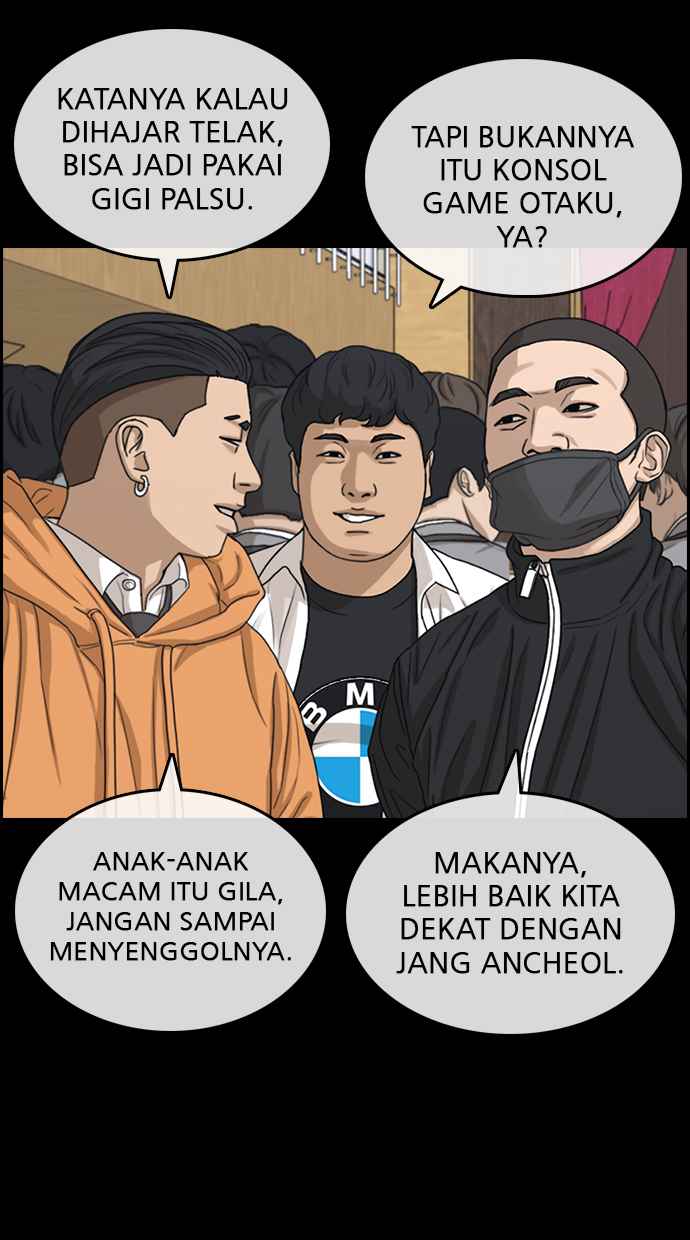 KATANYA KALAU
DIHAJAR TELAK,
BISA JADI PAKAI
GIGI PALSU.
TAPI BUKANNYA
ITU KONSOL
GAME OTAKU,
YA?
BM
ANAK-ANAK
MACAM ITU GILA,
JANGAN SAMPAI
MENYENGGOLNYA.
MAKANYA,
LEBIH BAIK KITA
DEKAT DENGAN
JANG ANCHEOL.